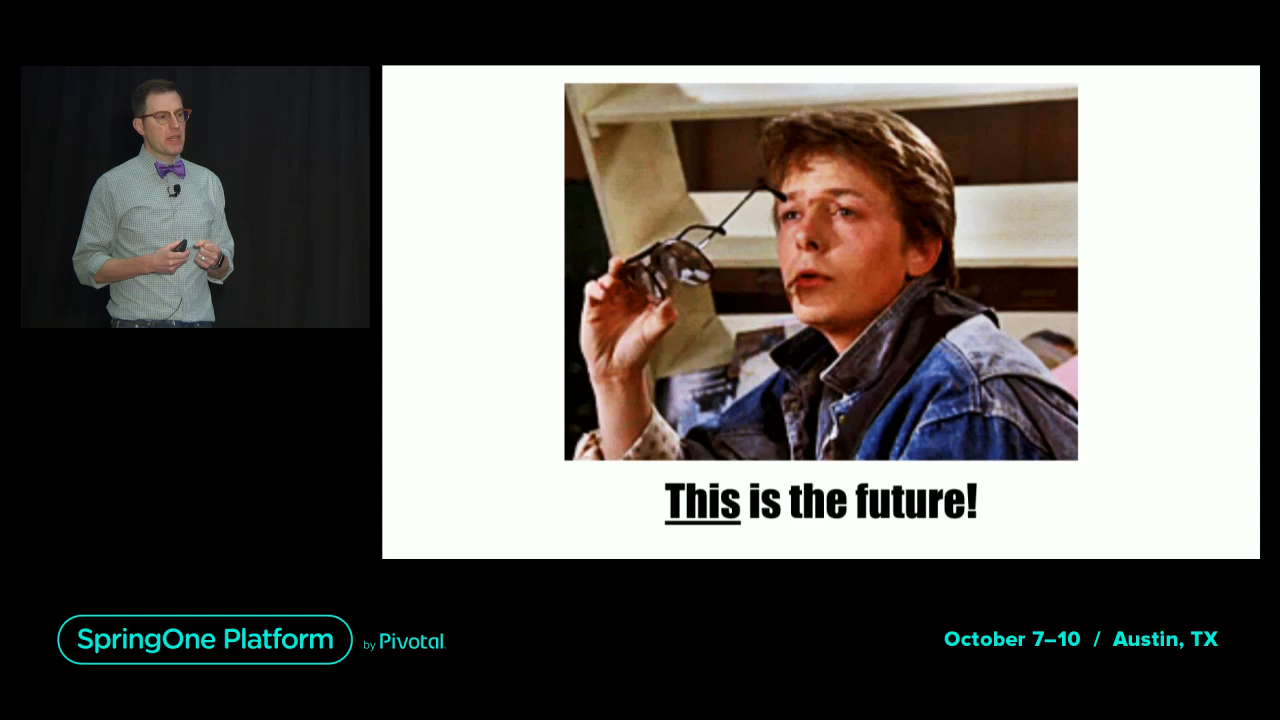 This is the future!
SpringOne Platform by Pivotal
October 7–10 / Austin, TX